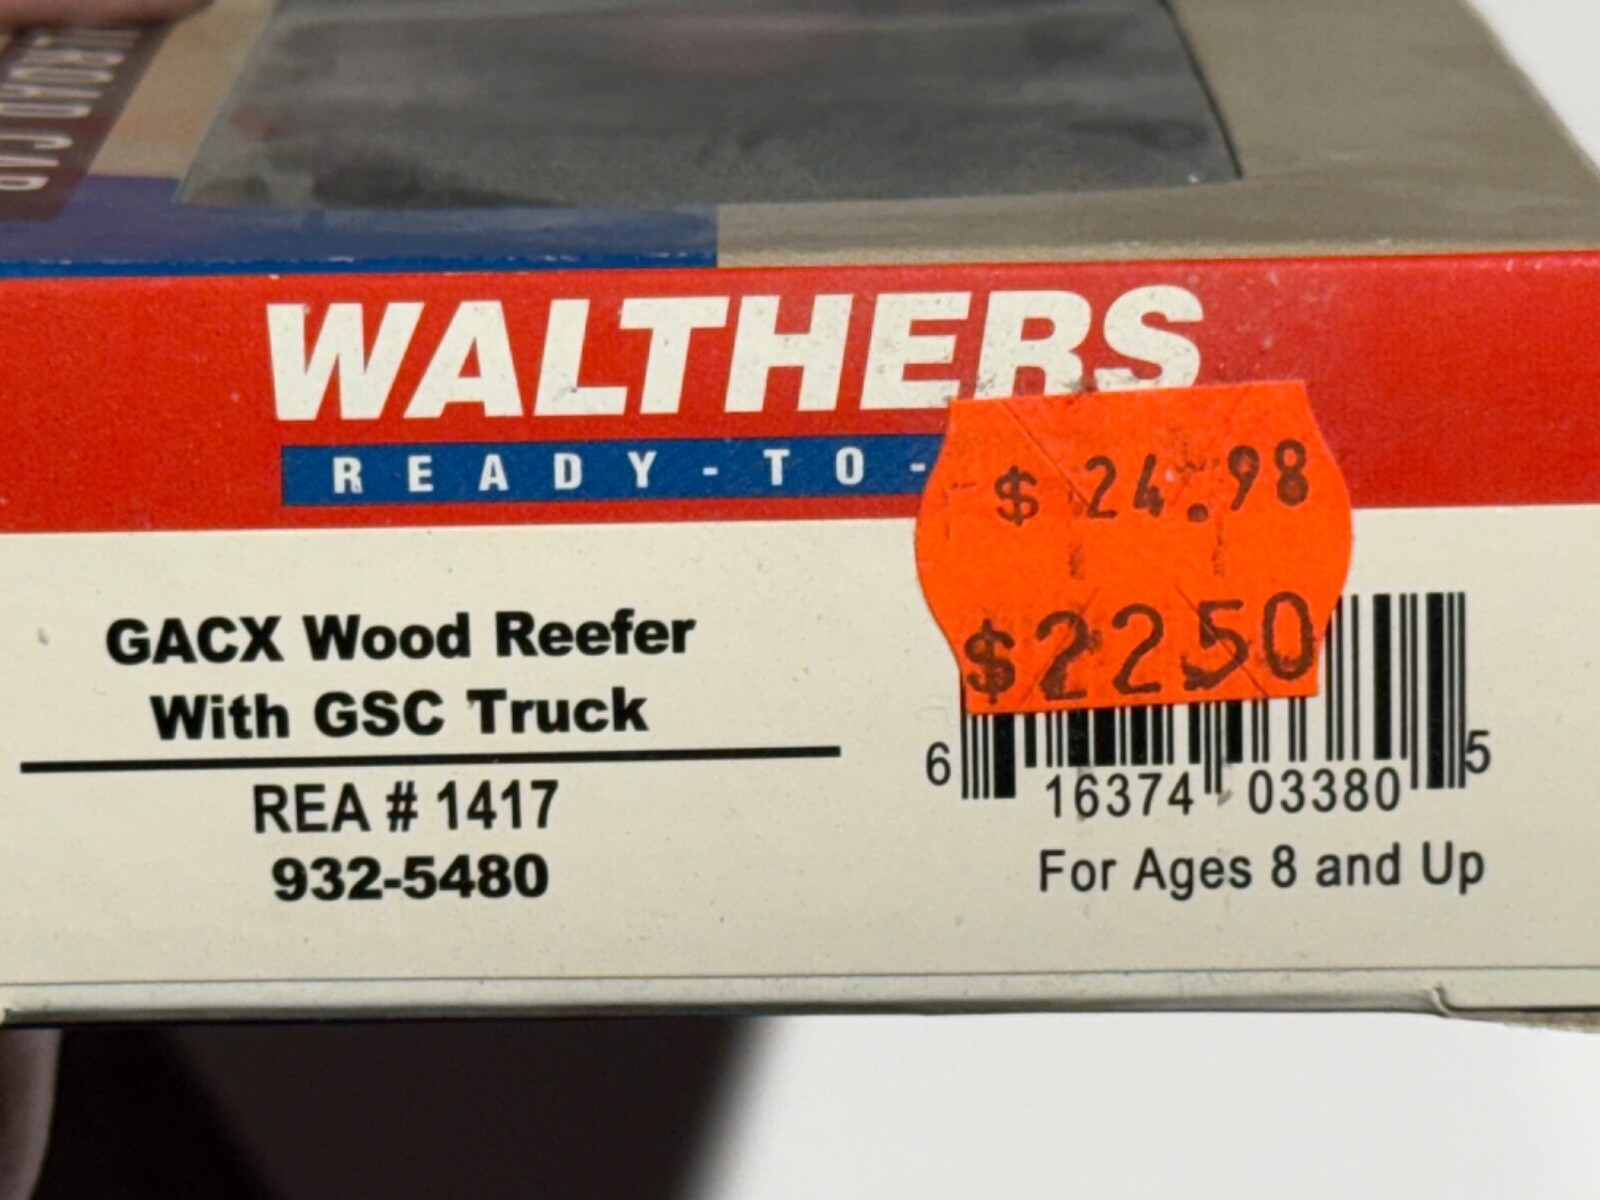 WALTHERS
READY-TO-
$ 24.98
$2250
GACX Wood Reefer
With GSC Truck
REA # 1417
932-5480
6 16374 03380 5
For Ages 8 and Up